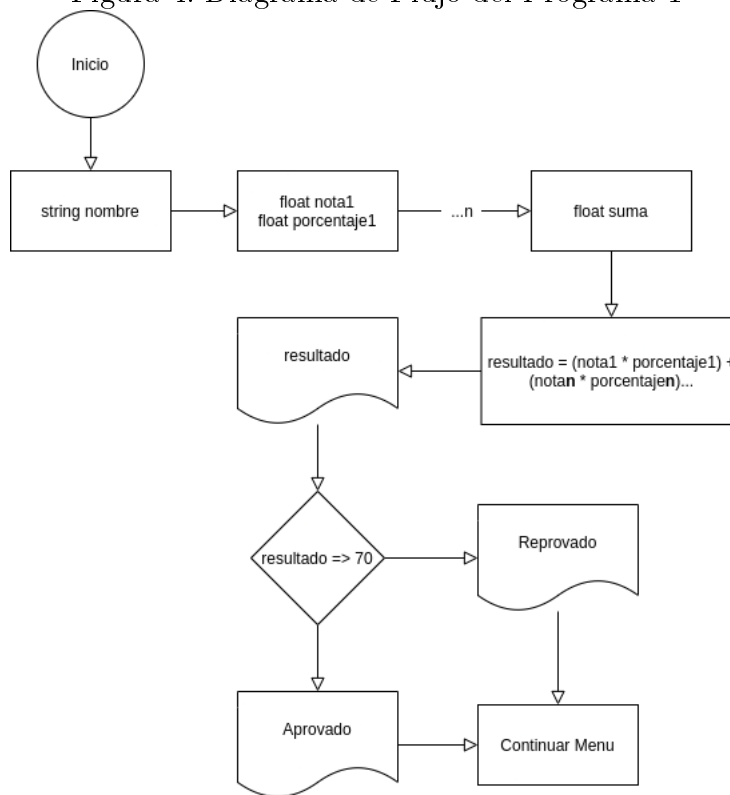 Figura 4: Diagrama de Flujo del Programa 1
Inicio
string nombre
float nota1
float porcentaje1
...n
float suma
resultado
resultado = (nota1 * porcentaje1) +
(notan * porcentajen)...
resultado => 70
Reprovado
Aprovado
Continuar Menu